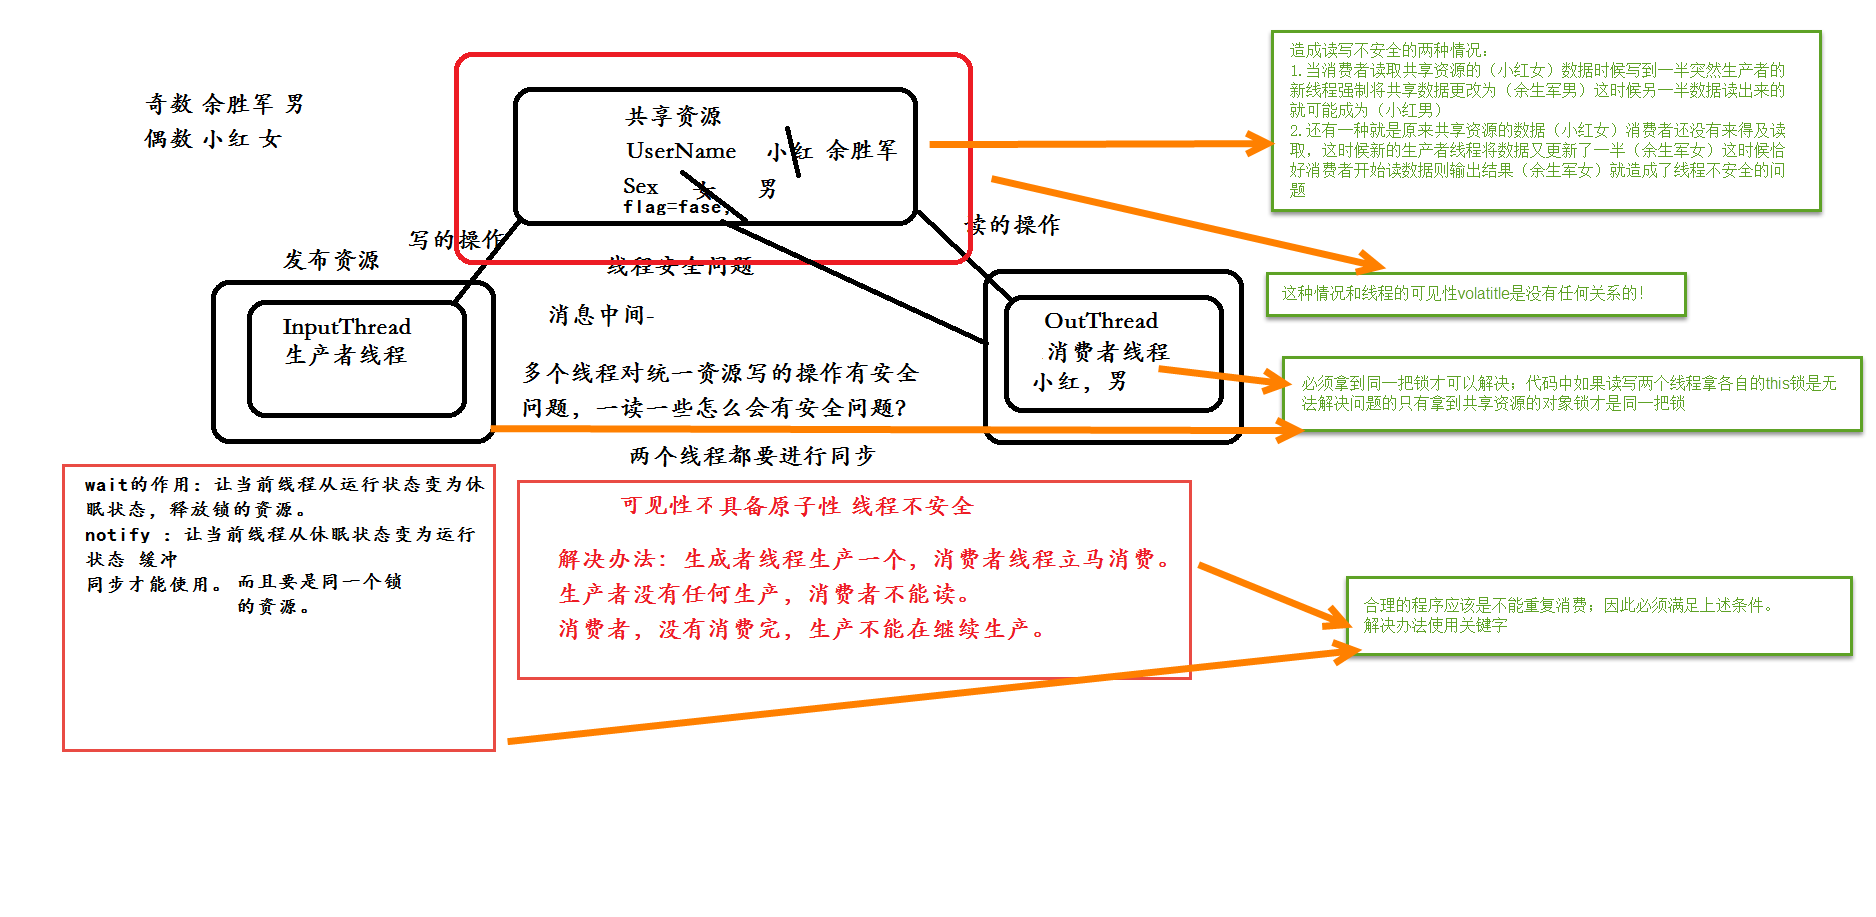 奇数 余胜军 男
偶数 小红 女
共享资源
UserName 小红 余胜军
Sex 女 男
flag=fase;
写的操作
读的操作
发布资源
线程安全问题
InputThread
生产者线程
消息中间-
OutThread
消费者线程
小红，男
多个线程对统一资源写的操作有安全
问题，一读一些怎么会有安全问题？
两个线程都要进行同步
wait的作用：让当前线程从运行状态变为休
眠状态，释放锁的资源。
notify ：让当前线程从休眠状态变为运行
状态 缓冲
同步才能使用。 而且要是同一个锁
的资源。
可见性不具备原子性 线程不安全
解决办法：生成者线程生产一个，消费者线程立马消费。
生产者没有任何生产，消费者不能读。
消费者，没有消费完，生产不能在继续生产。
造成读写不安全的两种情况：
1.当消费者读取共享资源的（小红女）数据时候写到一半突然生产者的
新线程强制将共享数据更改为（余生军男）这时候另一半数据读出来的
就可能成为（小红男）
2.还有一种就是原来共享资源的数据（小红女）消费者还没有来得及读
取，这时候新的生产者线程将数据又更新了一半（余生军女）这时候恰
好消费者开始读数据则输出结果（余生军女）就造成了线程不安全的问
题
这种情况和线程的可见性volatitle是没有任何关系的！
必须拿到同一把锁才可以解决；代码中如果读写两个线程拿各自的this锁是无
法解决问题的只有拿到共享资源的对象锁才是同一把锁
合理的程序应该是不能重复消费；因此必须满足上述条件。
解决办法使用关键字